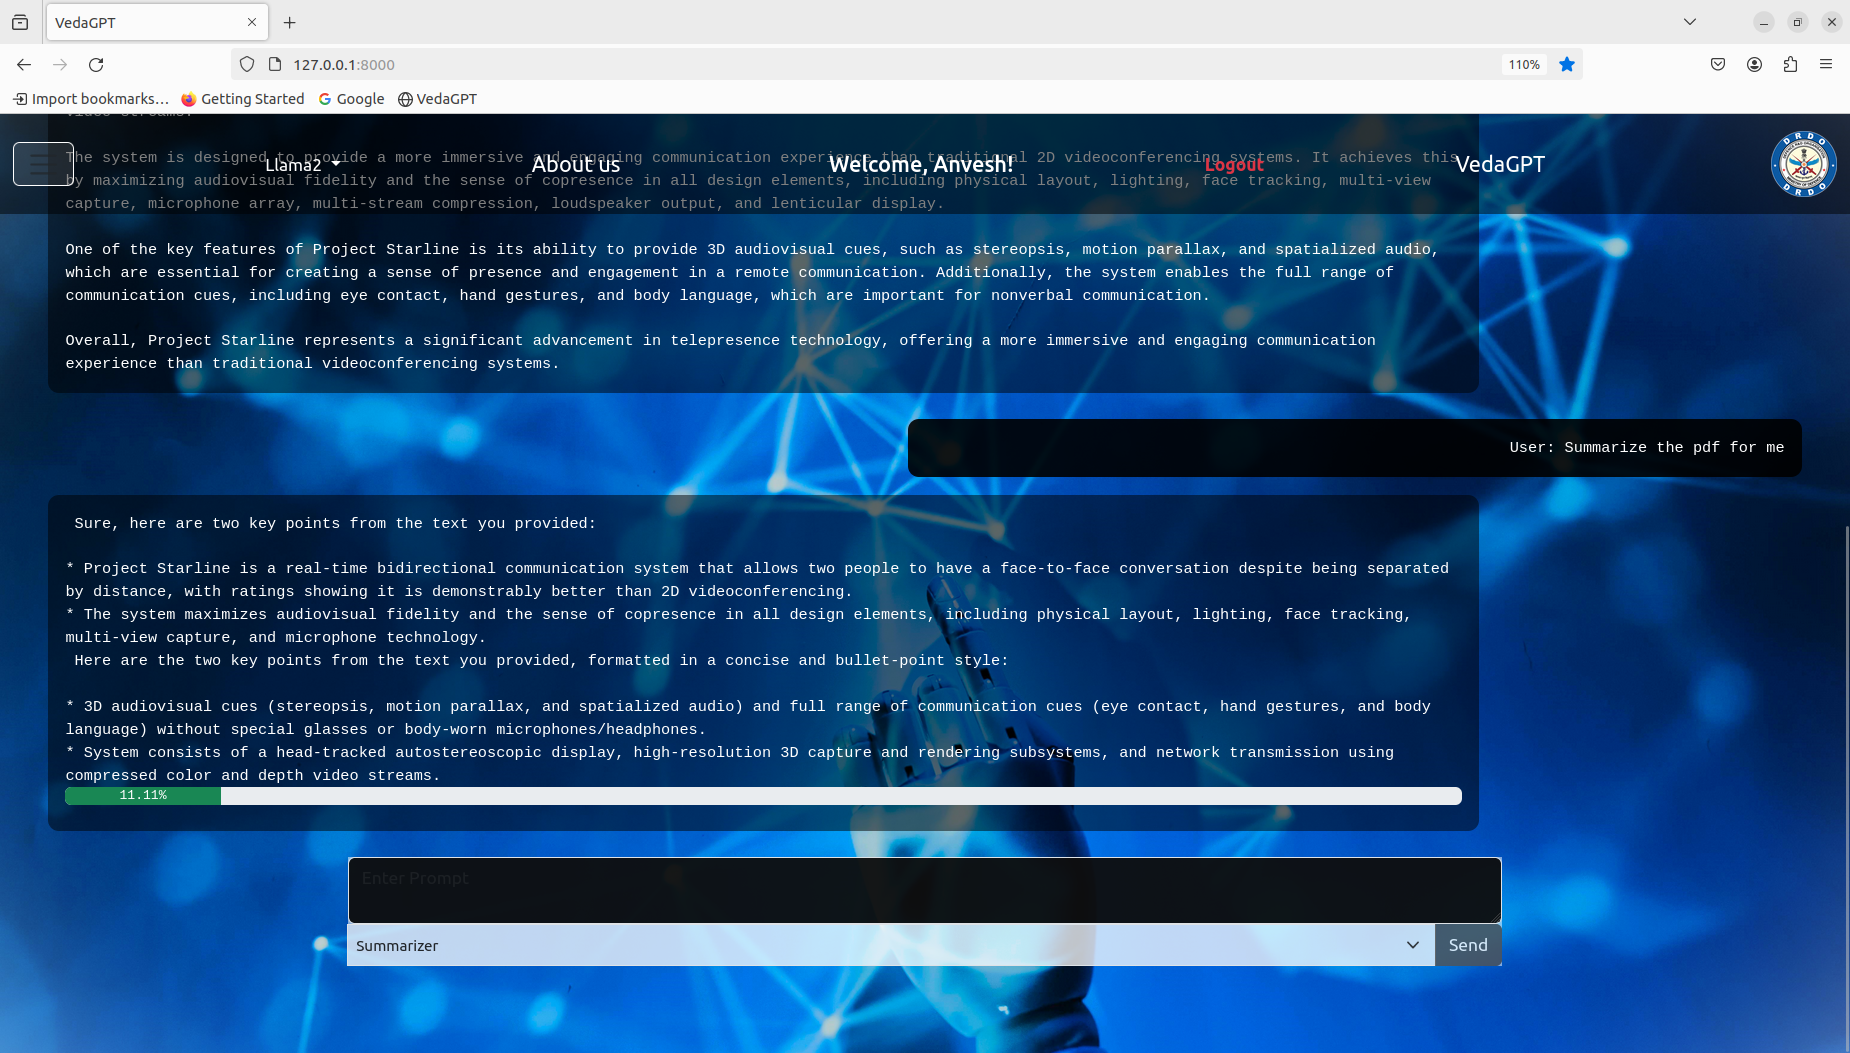 VedaGPT
127.0.0.1:8000
110%
Import bookmarks...
Getting Started
Google
VedaGPT
video streams.
Llama2
About us
Welcome, Anvesh!
Logout
VedaGPT
DRDO
DRDO
The system is designed to provide a more immersive and engaging communication experience than traditional 2D videoconferencing systems. It achieves this
by maximizing audiovisual fidelity and the sense of copresence in all design elements, including physical layout, lighting, face tracking, multi-view
capture, microphone array, multi-stream compression, loudspeaker output, and lenticular display.
One of the key features of Project Starline is its ability to provide 3D audiovisual cues, such as stereopsis, motion parallax, and spatialized audio,
which are essential for creating a sense of presence and engagement in a remote communication. Additionally, the system enables the full range of
communication cues, including eye contact, hand gestures, and body language, which are important for nonverbal communication.
Overall, Project Starline represents a significant advancement in telepresence technology, offering a more immersive and engaging communication
experience than traditional videoconferencing systems.
User: Summarize the pdf for me
Sure, here are two key points from the text you provided:
* Project Starline is a real-time bidirectional communication system that allows two people to have a face-to-face conversation despite being separated
by distance, with ratings showing it is demonstrably better than 2D videoconferencing.
* The system maximizes audiovisual fidelity and the sense of copresence in all design elements, including physical layout, lighting, face tracking,
multi-view capture, and microphone technology.
Here are the two key points from the text you provided, formatted in a concise and bullet-point style:
* 3D audiovisual cues (stereopsis, motion parallax, and spatialized audio) and full range of communication cues (eye contact, hand gestures, and body
language) without special glasses or body-worn microphones/headphones.
* System consists of a head-tracked autostereoscopic display, high-resolution 3D capture and rendering subsystems, and network transmission using
compressed color and depth video streams.
11.11%
Enter Prompt
Summarizer
Send